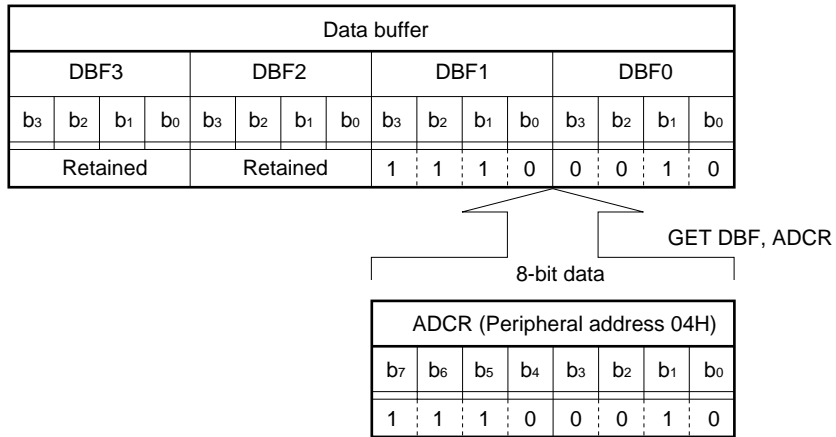 Data buffer
DBF3 DBF2 DBF1 DBF0
b3 b2 b1 b0 b3 b2 b1 b0 b3 b2 b1 b0 b3 b2 b1 b0
Retained Retained 1 1 1 0 0 0 1 0
GET DBF, ADCR
8-bit data
ADCR (Peripheral address 04H)
b7 b6 b5 b4 b3 b2 b1 b0
1 1 1 0 0 0 1 0